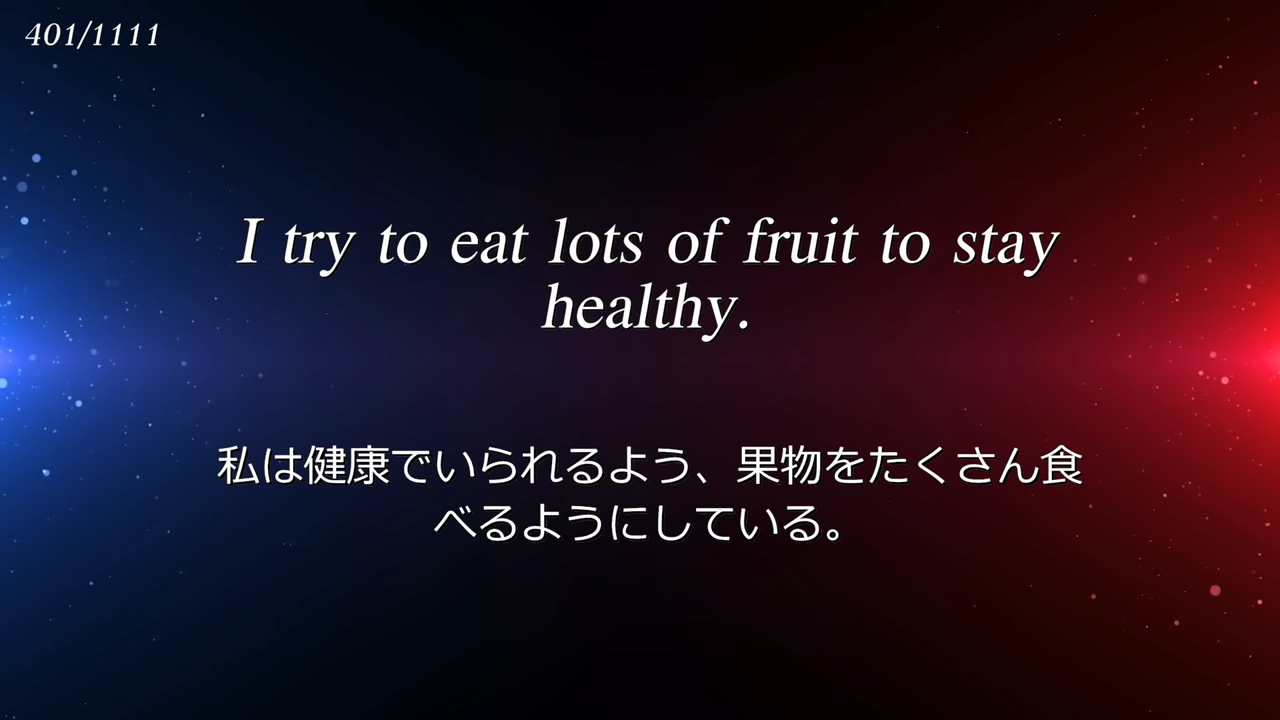 401/1111
I try to eat lots of fruit to stay
healthy.
私は健康でいられるよう、果物をたくさん食
べるようにしている。